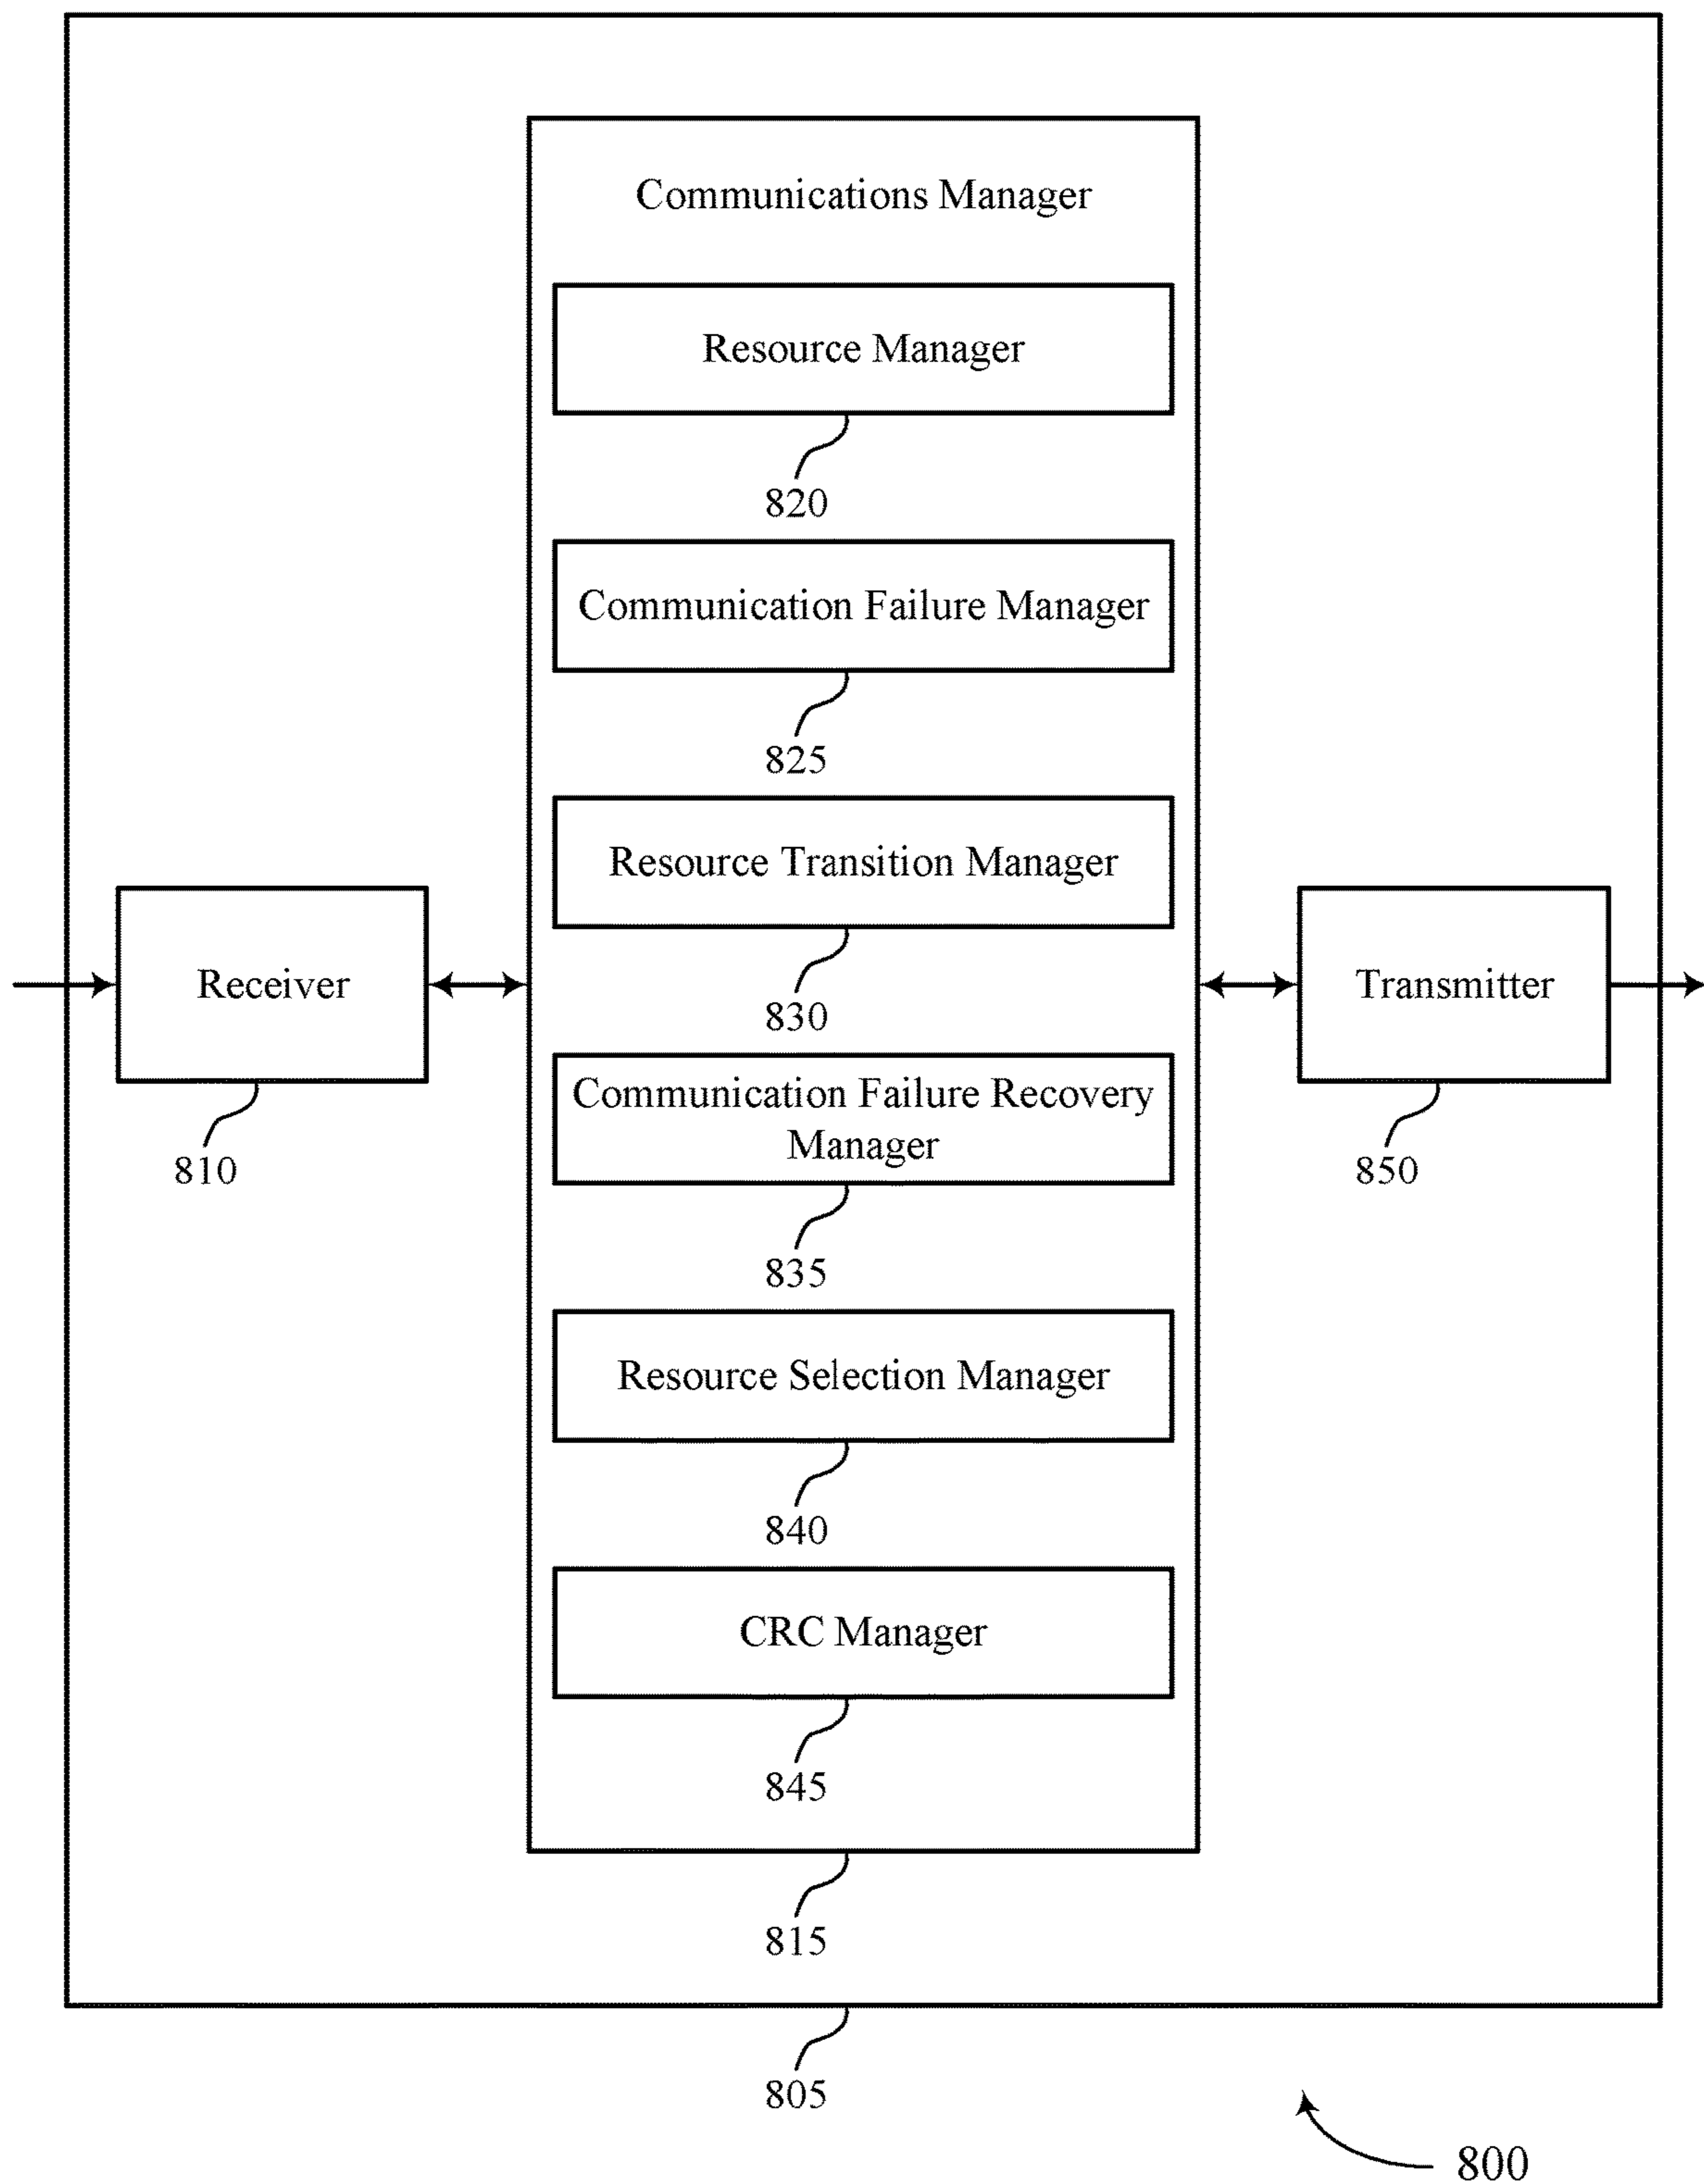 Communications Manager
Resource Manager
820
Communication Failure Manager
825
Resource Transition Manager
830
Receiver
810
Communication Failure Recovery
Manager
835
Transmitter
850
Resource Selection Manager
840
CRC Manager
845
815
805
800